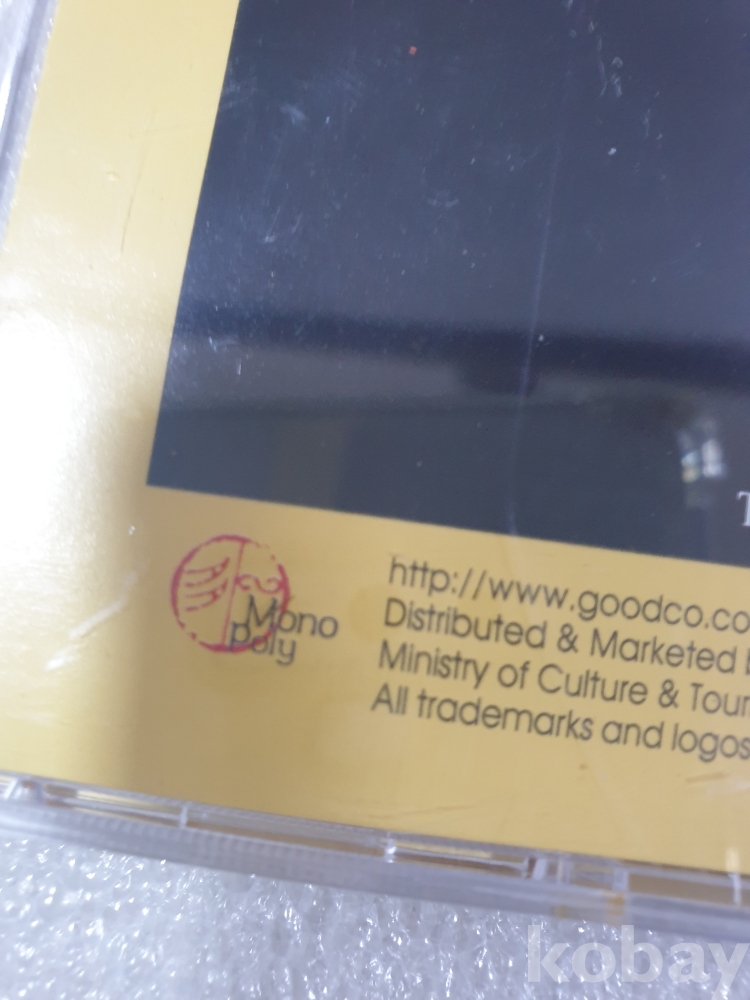 T
Mono
poly
http://www.goodco.co
Distributed & Marketed b
Ministry of Culture & Tour
All trademarks and logos
kobay